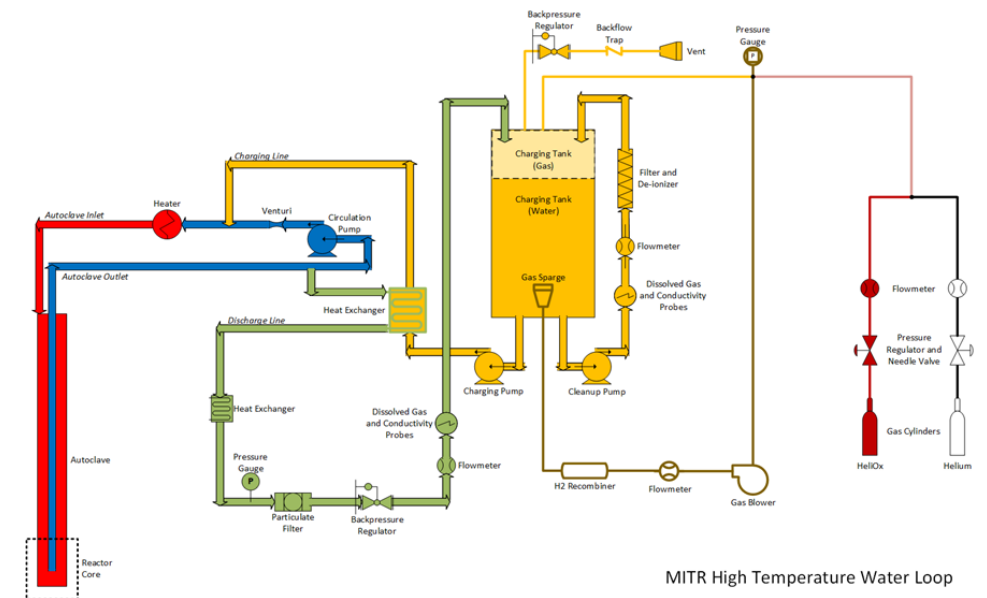 Backpressure
Regulator
Backflow
Trap
Vent
Pressure
Gauge
P
Charging Line
Charging Tank
(Gas)
Filter and
De-ionizer
Heater
Venturi
Circulation
Pump
Autoclave Inlet
Charging Tank
(Water)
Flowmeter
Autoclave Outlet
Gas Sparge
Dissolved Gas
and Conductivity
Probes
Flowmeter
Heat Exchanger
Discharge Line
Pressure
Regulator and
Needle Valve
Charging Pump
Cleanup Pump
Heat Exchanger
Dissolved Gas
and Conductivity
Probes
Gas Cylinders
Autoclave
Pressure
Gauge
P
Flowmeter
HeliOx
Helium
H2 Recombiner
Flowmeter
Gas Blower
Particulate
Filter
Backpressure
Regulator
Reactor
Core
MITR High Temperature Water Loop